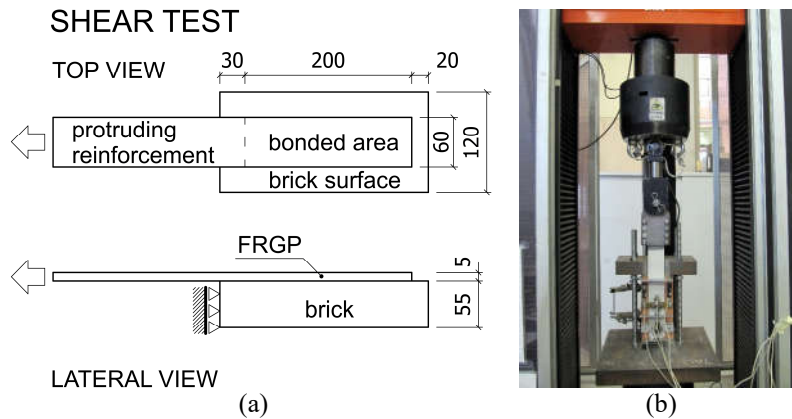 SHEAR TEST
TOP VIEW
30
200
20
protruding
reinforcement
bonded area
60
120
brick surface
FRGP
5
brick
55
LATERAL VIEW
(a)
(b)